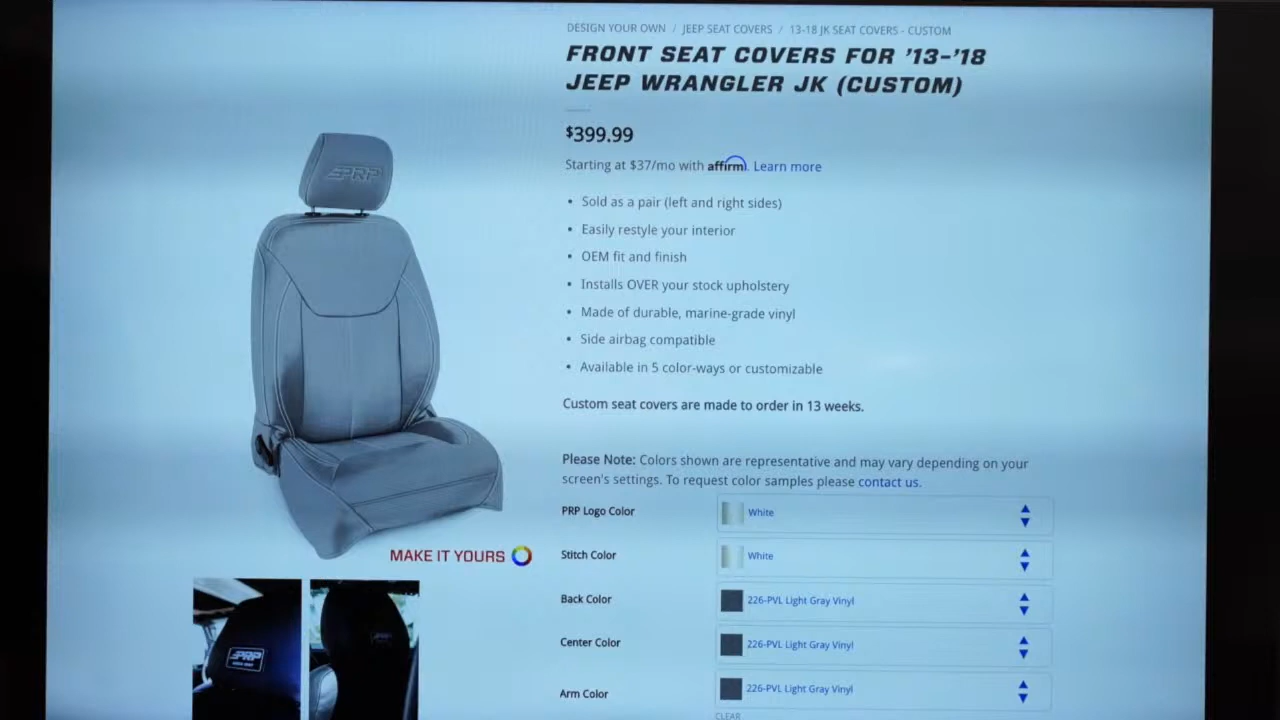 DESIGN YOUR OWN / JEEP SEAT COVERS / 13-18 JK SEAT COVERS - CUSTOM
FRONT SEAT COVERS FOR ’13-’18
JEEP WRANGLER JK (CUSTOM)
$399.99
Starting at $37/mo with affirm. Learn more
• Sold as a pair (left and right sides)
• Easily restyle your interior
• OEM fit and finish
• Installs OVER your stock upholstery
• Made of durable, marine-grade vinyl
• Side airbag compatible
• Available in 5 color-ways or customizable
Custom seat covers are made to order in 13 weeks.
Please Note: Colors shown are representative and may vary depending on your
screen's settings. To request color samples please contact us.
PRP Logo Color White
Stitch Color White
Back Color 226-PVL Light Gray Vinyl
Center Color 226-PVL Light Gray Vinyl
Arm Color 226-PVL Light Gray Vinyl
CLEAR
PRP
MAKE IT YOURS
PRP
PRP